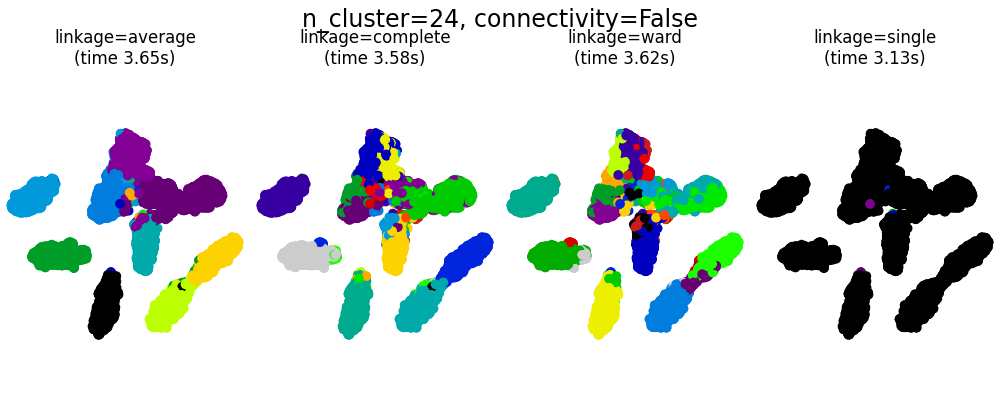 n_cluster=24, connectivity=False
linkage=average
(time 3.65s)
linkage=complete
(time 3.58s)
linkage=ward
(time 3.62s)
linkage=single
(time 3.13s)